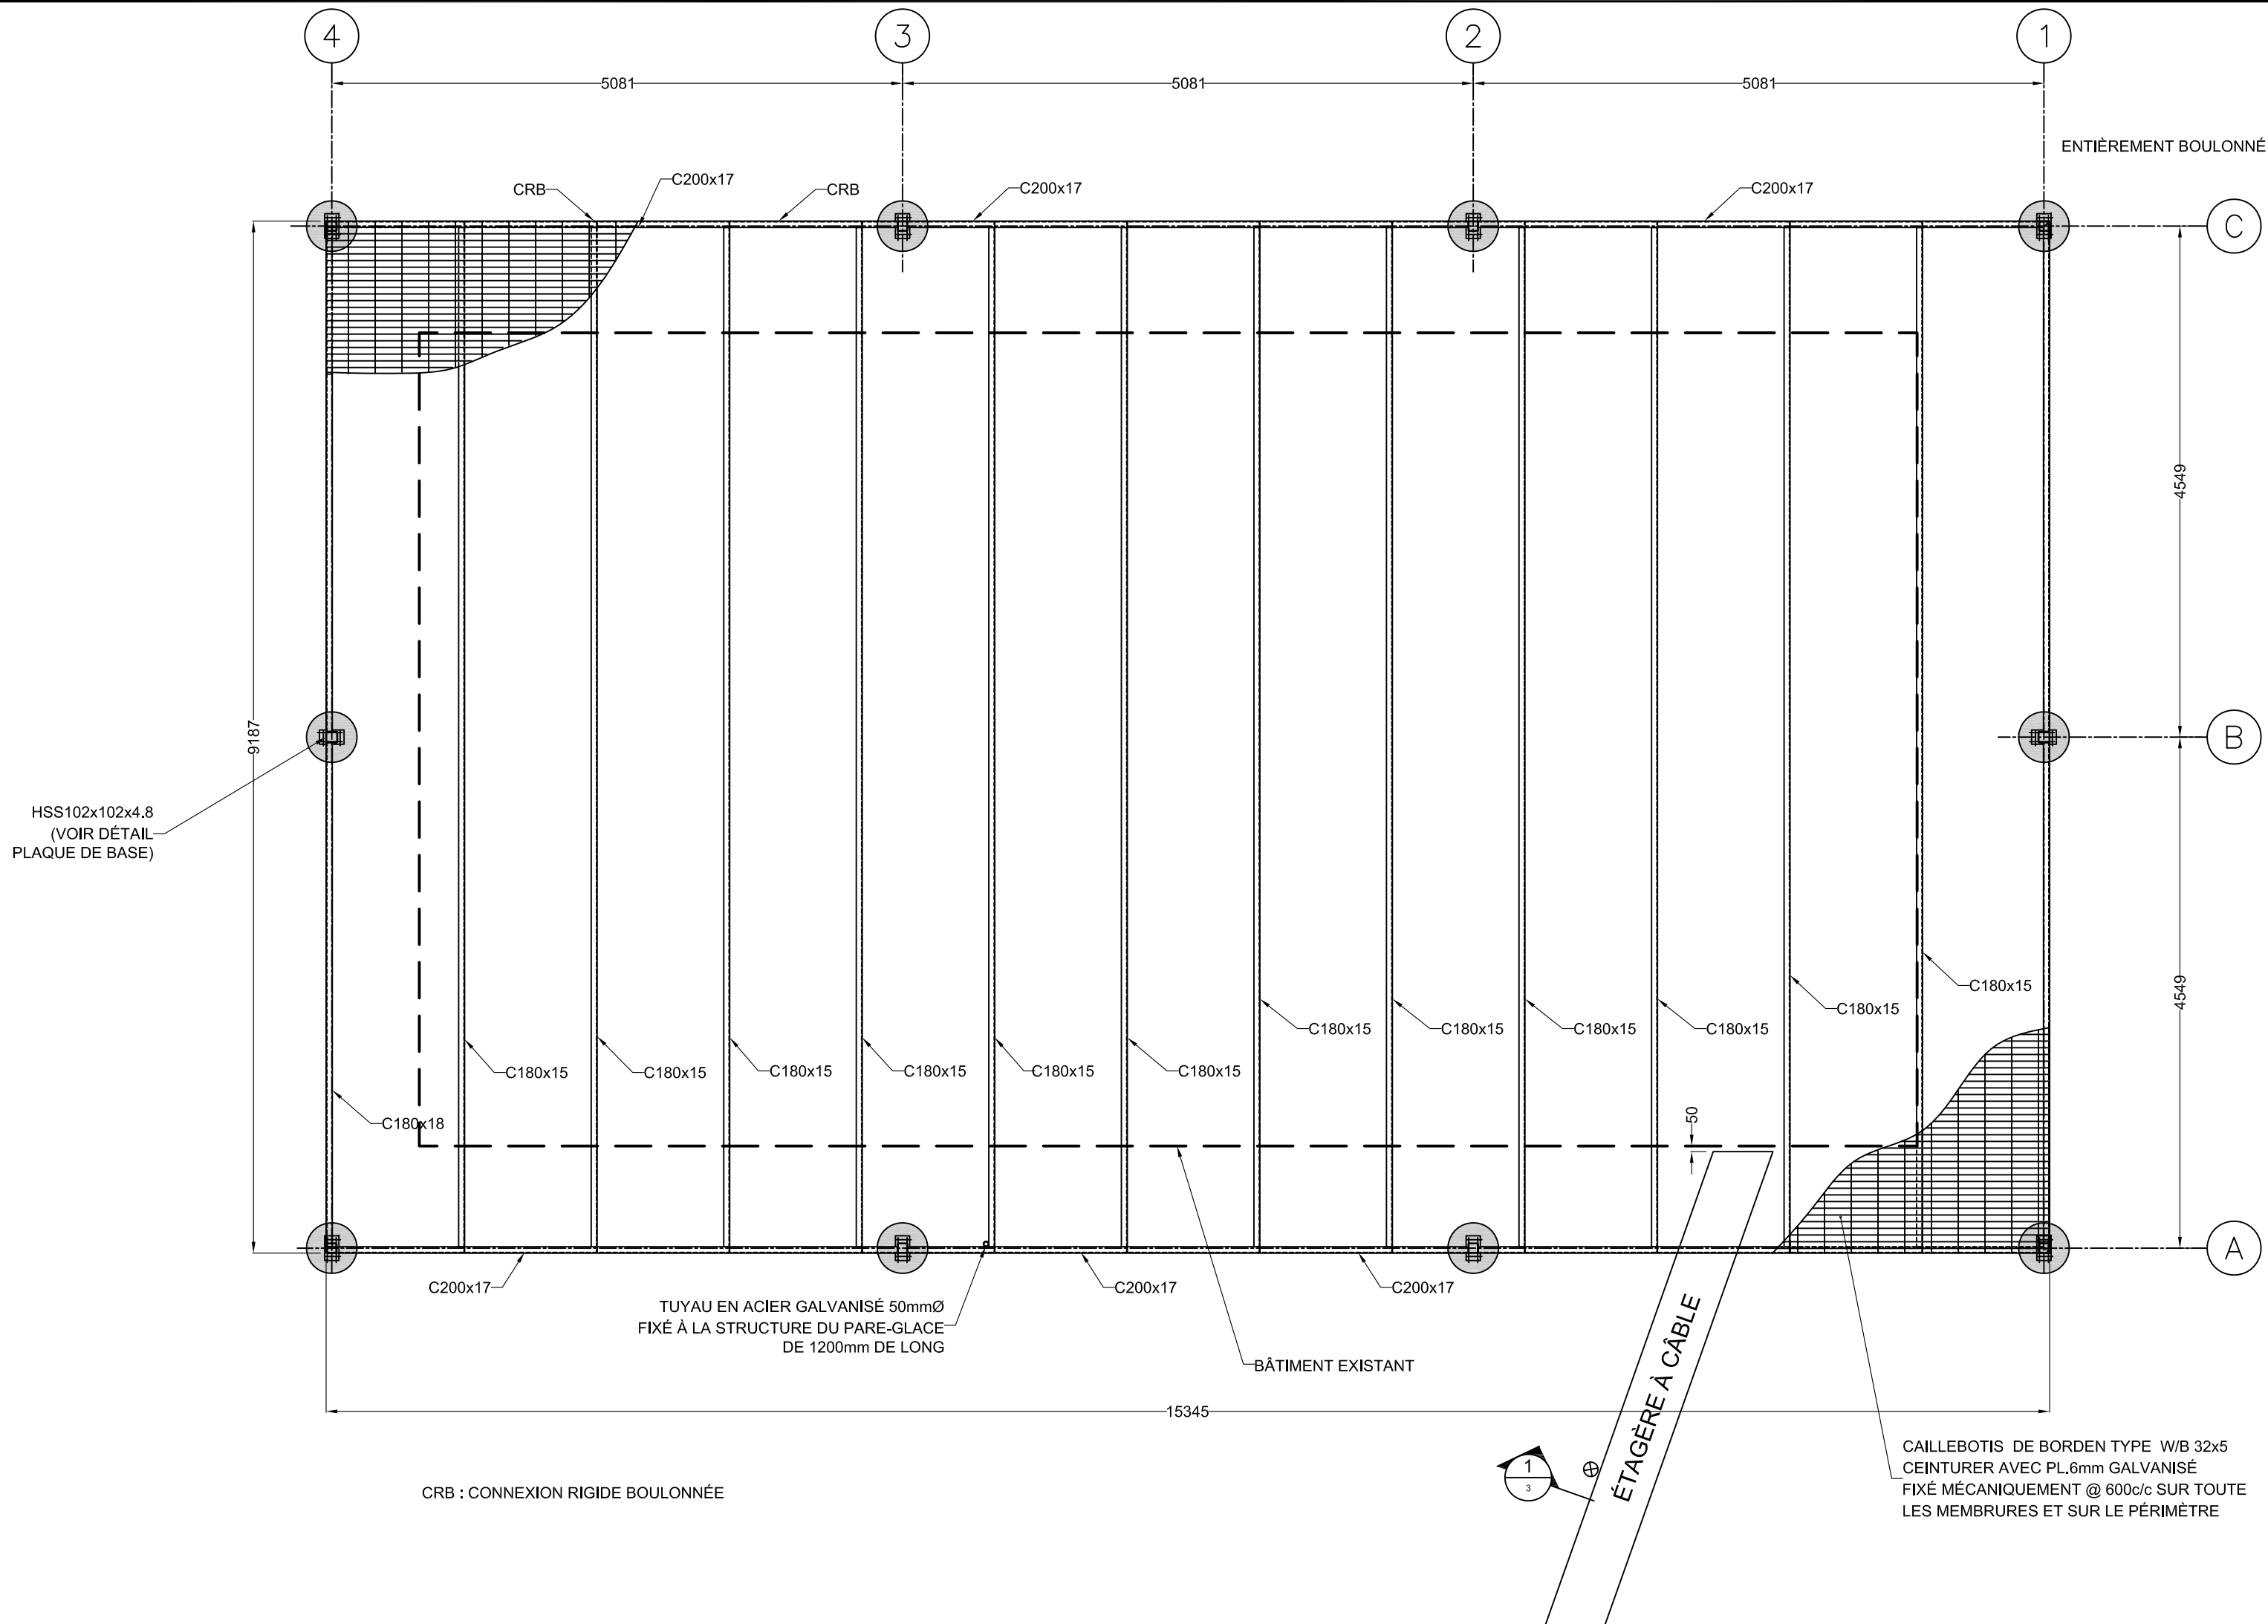 4
3
2
1
5081
5081
5081
ENTIÈREMENT BOULONNÉ
CRB
C200x17
CRB
C200x17
C200x17
C
4549
9187
B
HSS102x102x4.8
(VOIR DÉTAIL
PLAQUE DE BASE)
4549
C180x15
C180x15
C180x15
C180x15
C180x15
C180x15
C180x15
C180x15
C180x15
C180x15
C180x15
C180x15
C180x18
50
A
C200x17
C200x17
C200x17
TUYAU EN ACIER GALVANISÉ 50mmØ
FIXÉ À LA STRUCTURE DU PARE-GLACE
DE 1200mm DE LONG
BÂTIMENT EXISTANT
ÉTAGÈRE À CÂBLE
15345
1
3
CAILLEBOTIS DE BORDEN TYPE W/B 32x5
CEINTURER AVEC PL.6mm GALVANISÉ
FIXÉ MÉCANIQUEMENT @ 600c/c SUR TOUTE
LES MEMBRURES ET SUR LE PÉRIMÈTRE
CRB : CONNEXION RIGIDE BOULONNÉE